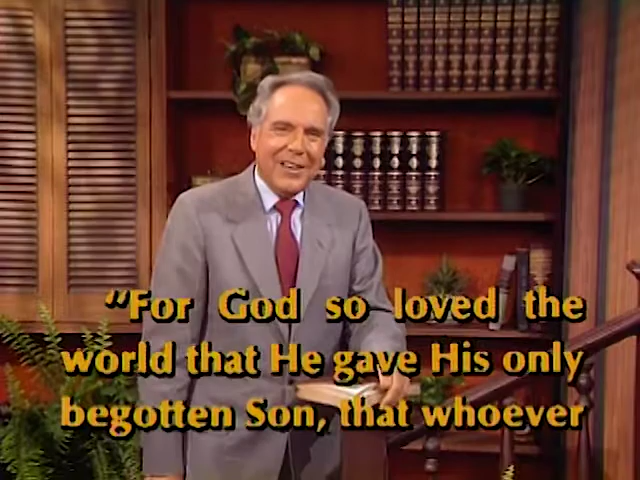 “For God so loved the
world that He gave His only
begotten Son, that whoever